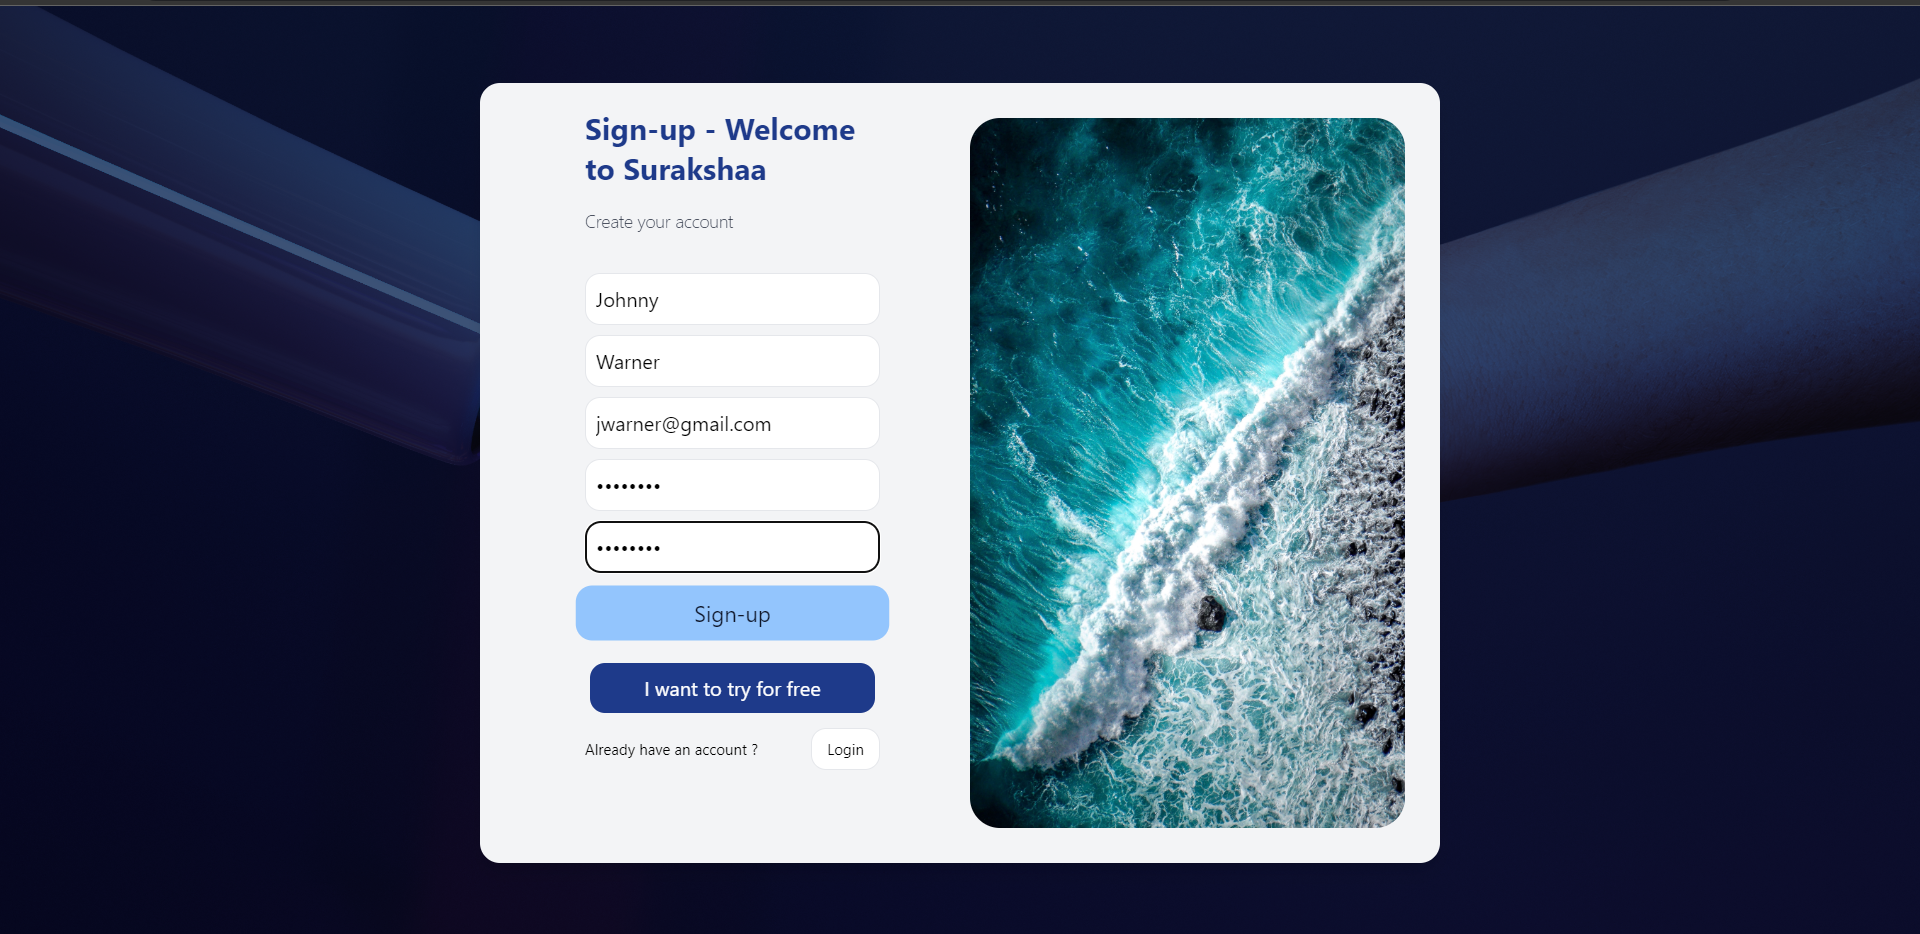 Sign-up - Welcome
to Surakshaa
Create your account
Johnny
Warner
jwarner@gmail.com
••••••••
••••••••
Sign-up
I want to try for free
Already have an account ?
Login